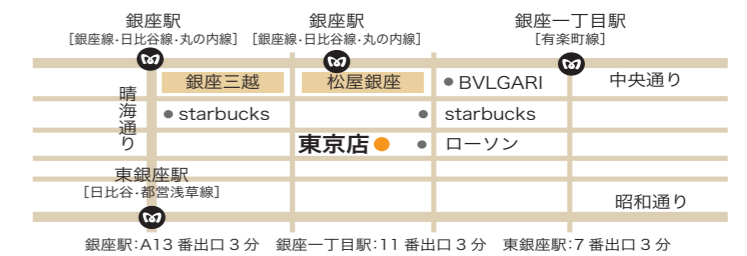 銀座駅
[銀座線・日比谷線・丸の内線]
銀座駅
[銀座線・日比谷線・丸の内線]
銀座一丁目駅
[有楽町線]
銀座三越
松屋銀座
BVLGARI
中央通り
晴海通り
starbucks
starbucks
東京店
ローソン
東銀座駅
[日比谷・都営浅草線]
昭和通り
銀座駅:A13番出口3分 銀座一丁目駅:11番出口3分 東銀座駅:7番出口3分